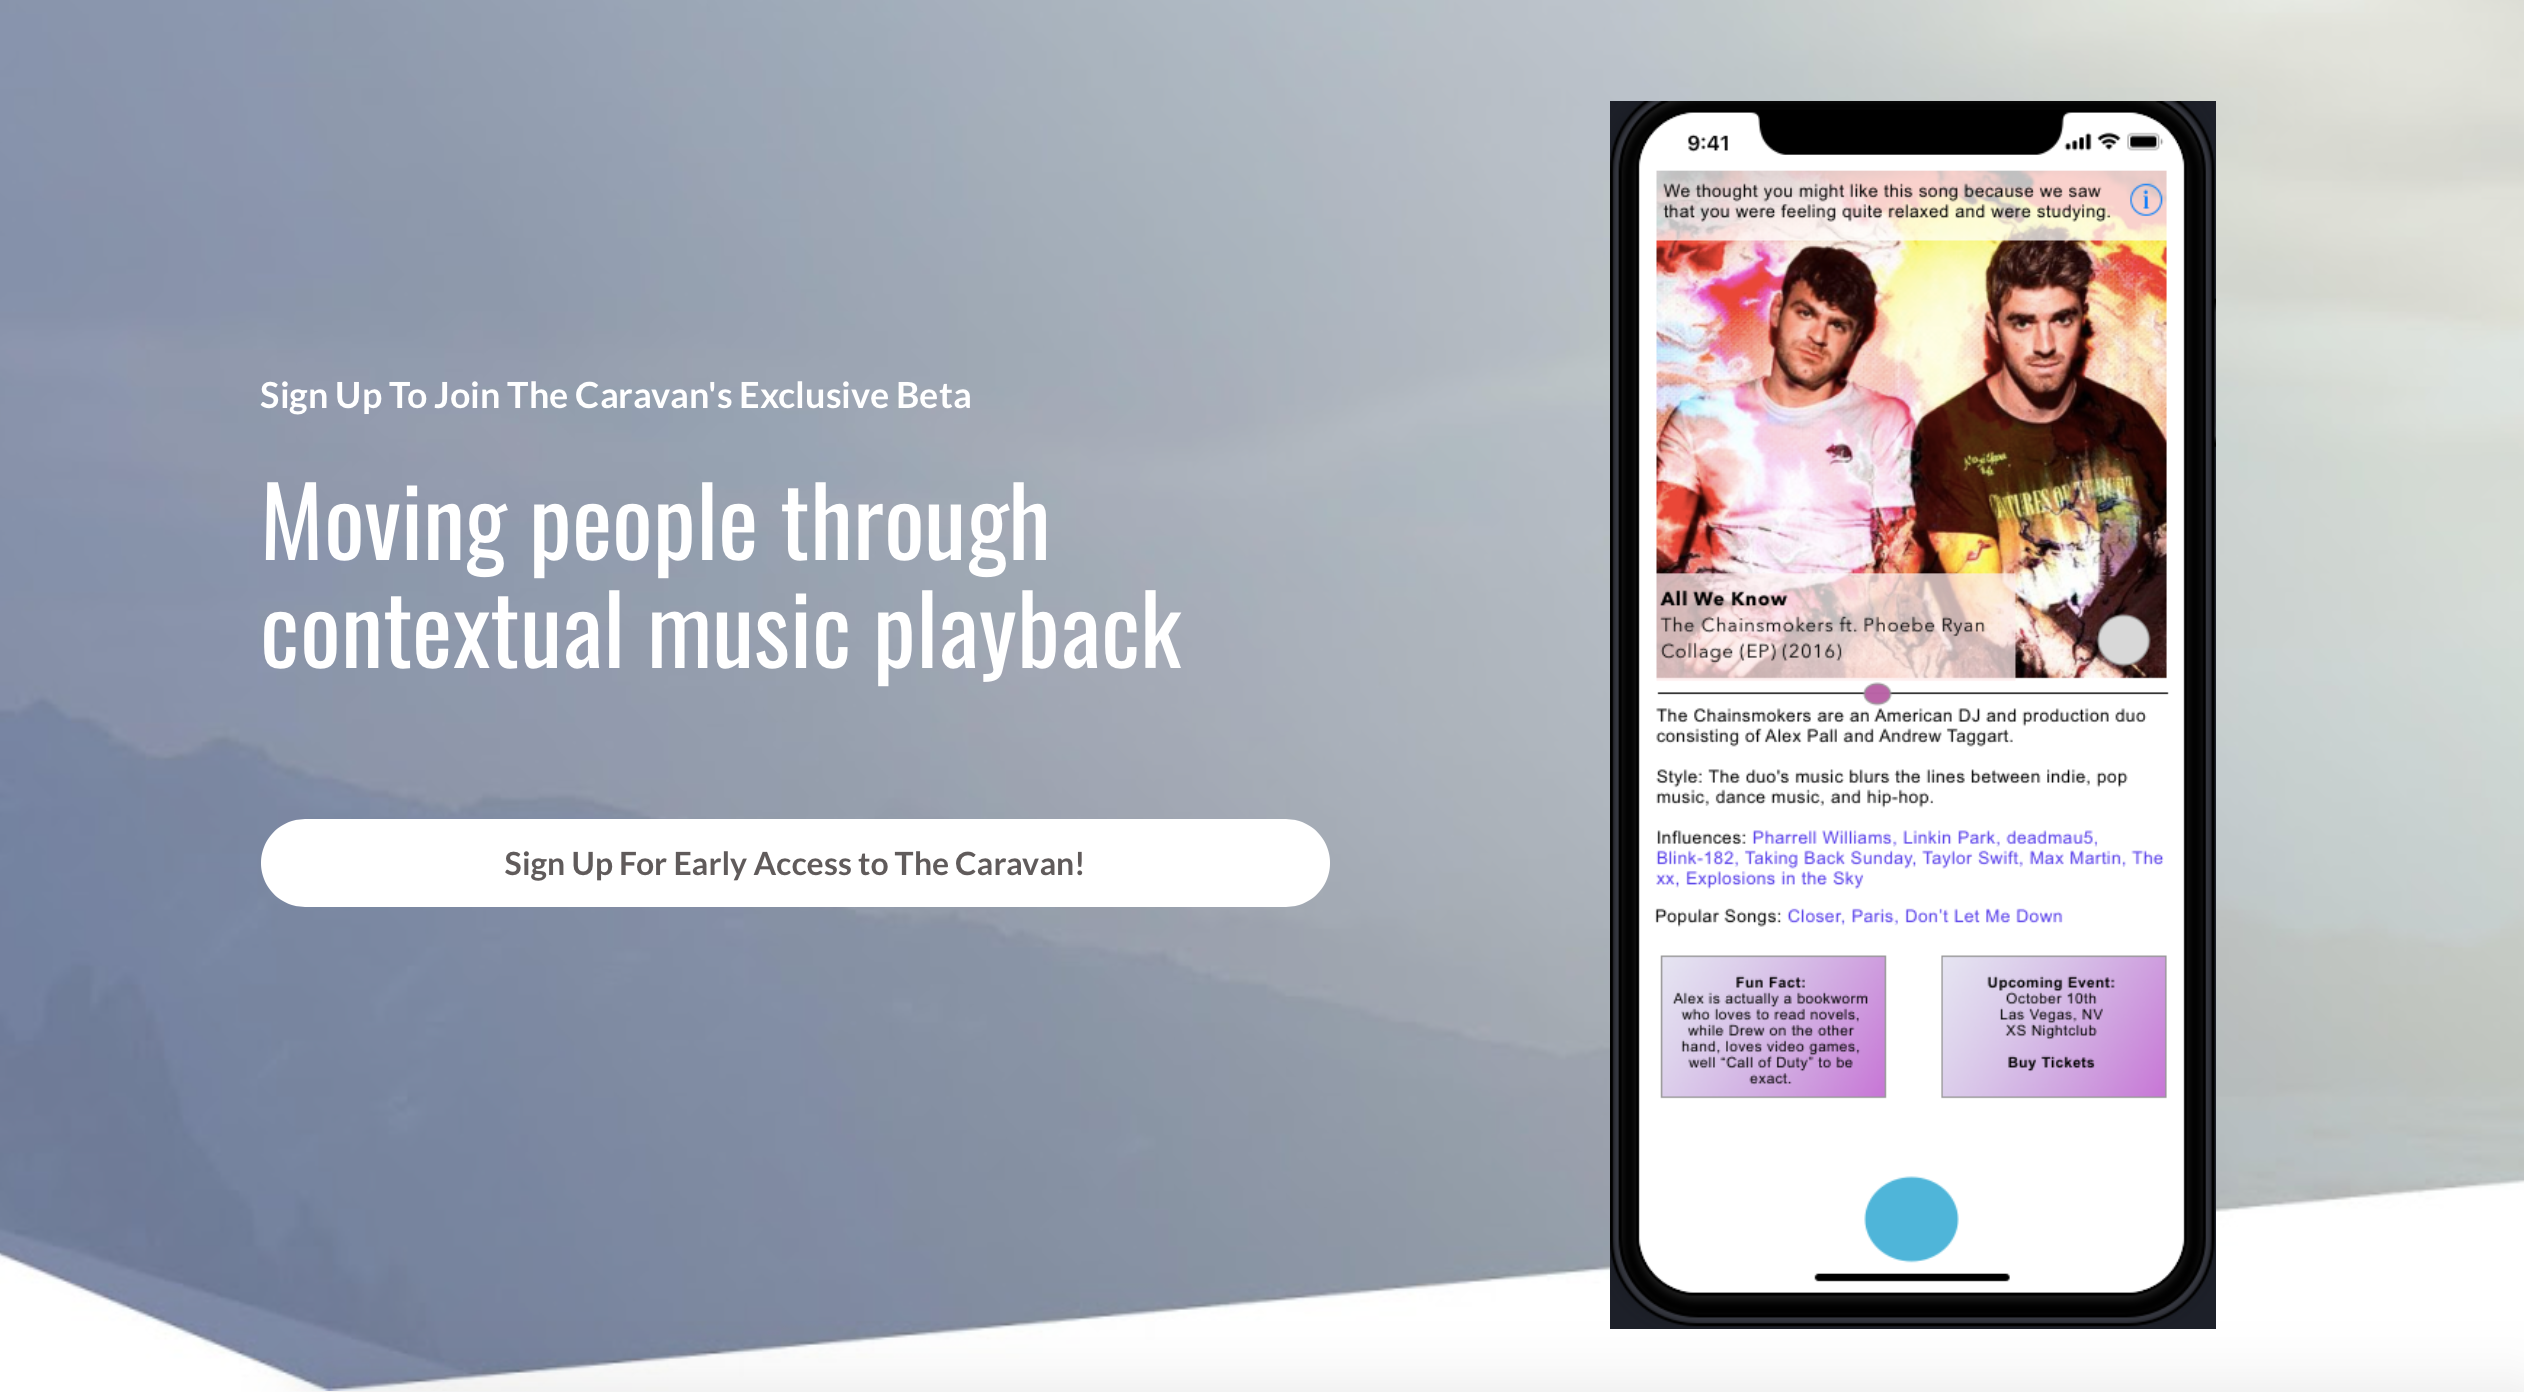 Sign Up To Join The Caravan's Exclusive Beta
Moving people through
contextual music playback
Sign Up For Early Access to The Caravan!
9:41
We thought you might like this song because we saw
that you were feeling quite relaxed and were studying.
i
All We Know
The Chainsmokers ft. Phoebe Ryan
Collage (EP) (2016)
The Chainsmokers are an American DJ and production duo
consisting of Alex Pall and Andrew Taggart.
Style: The duo's music blurs the lines between indie, pop
music, dance music, and hip-hop.
Influences: Pharrell Williams, Linkin Park, deadmau5,
Blink-182, Taking Back Sunday, Taylor Swift, Max Martin, The
xx, Explosions in the Sky
Popular Songs: Closer, Paris, Don't Let Me Down
Fun Fact:
Alex is actually a bookworm
who loves to read novels,
while Drew on the other
hand, loves video games,
well "Call of Duty" to be
exact.
Upcoming Event:
October 10th
Las Vegas, NV
XS Nightclub
Buy Tickets